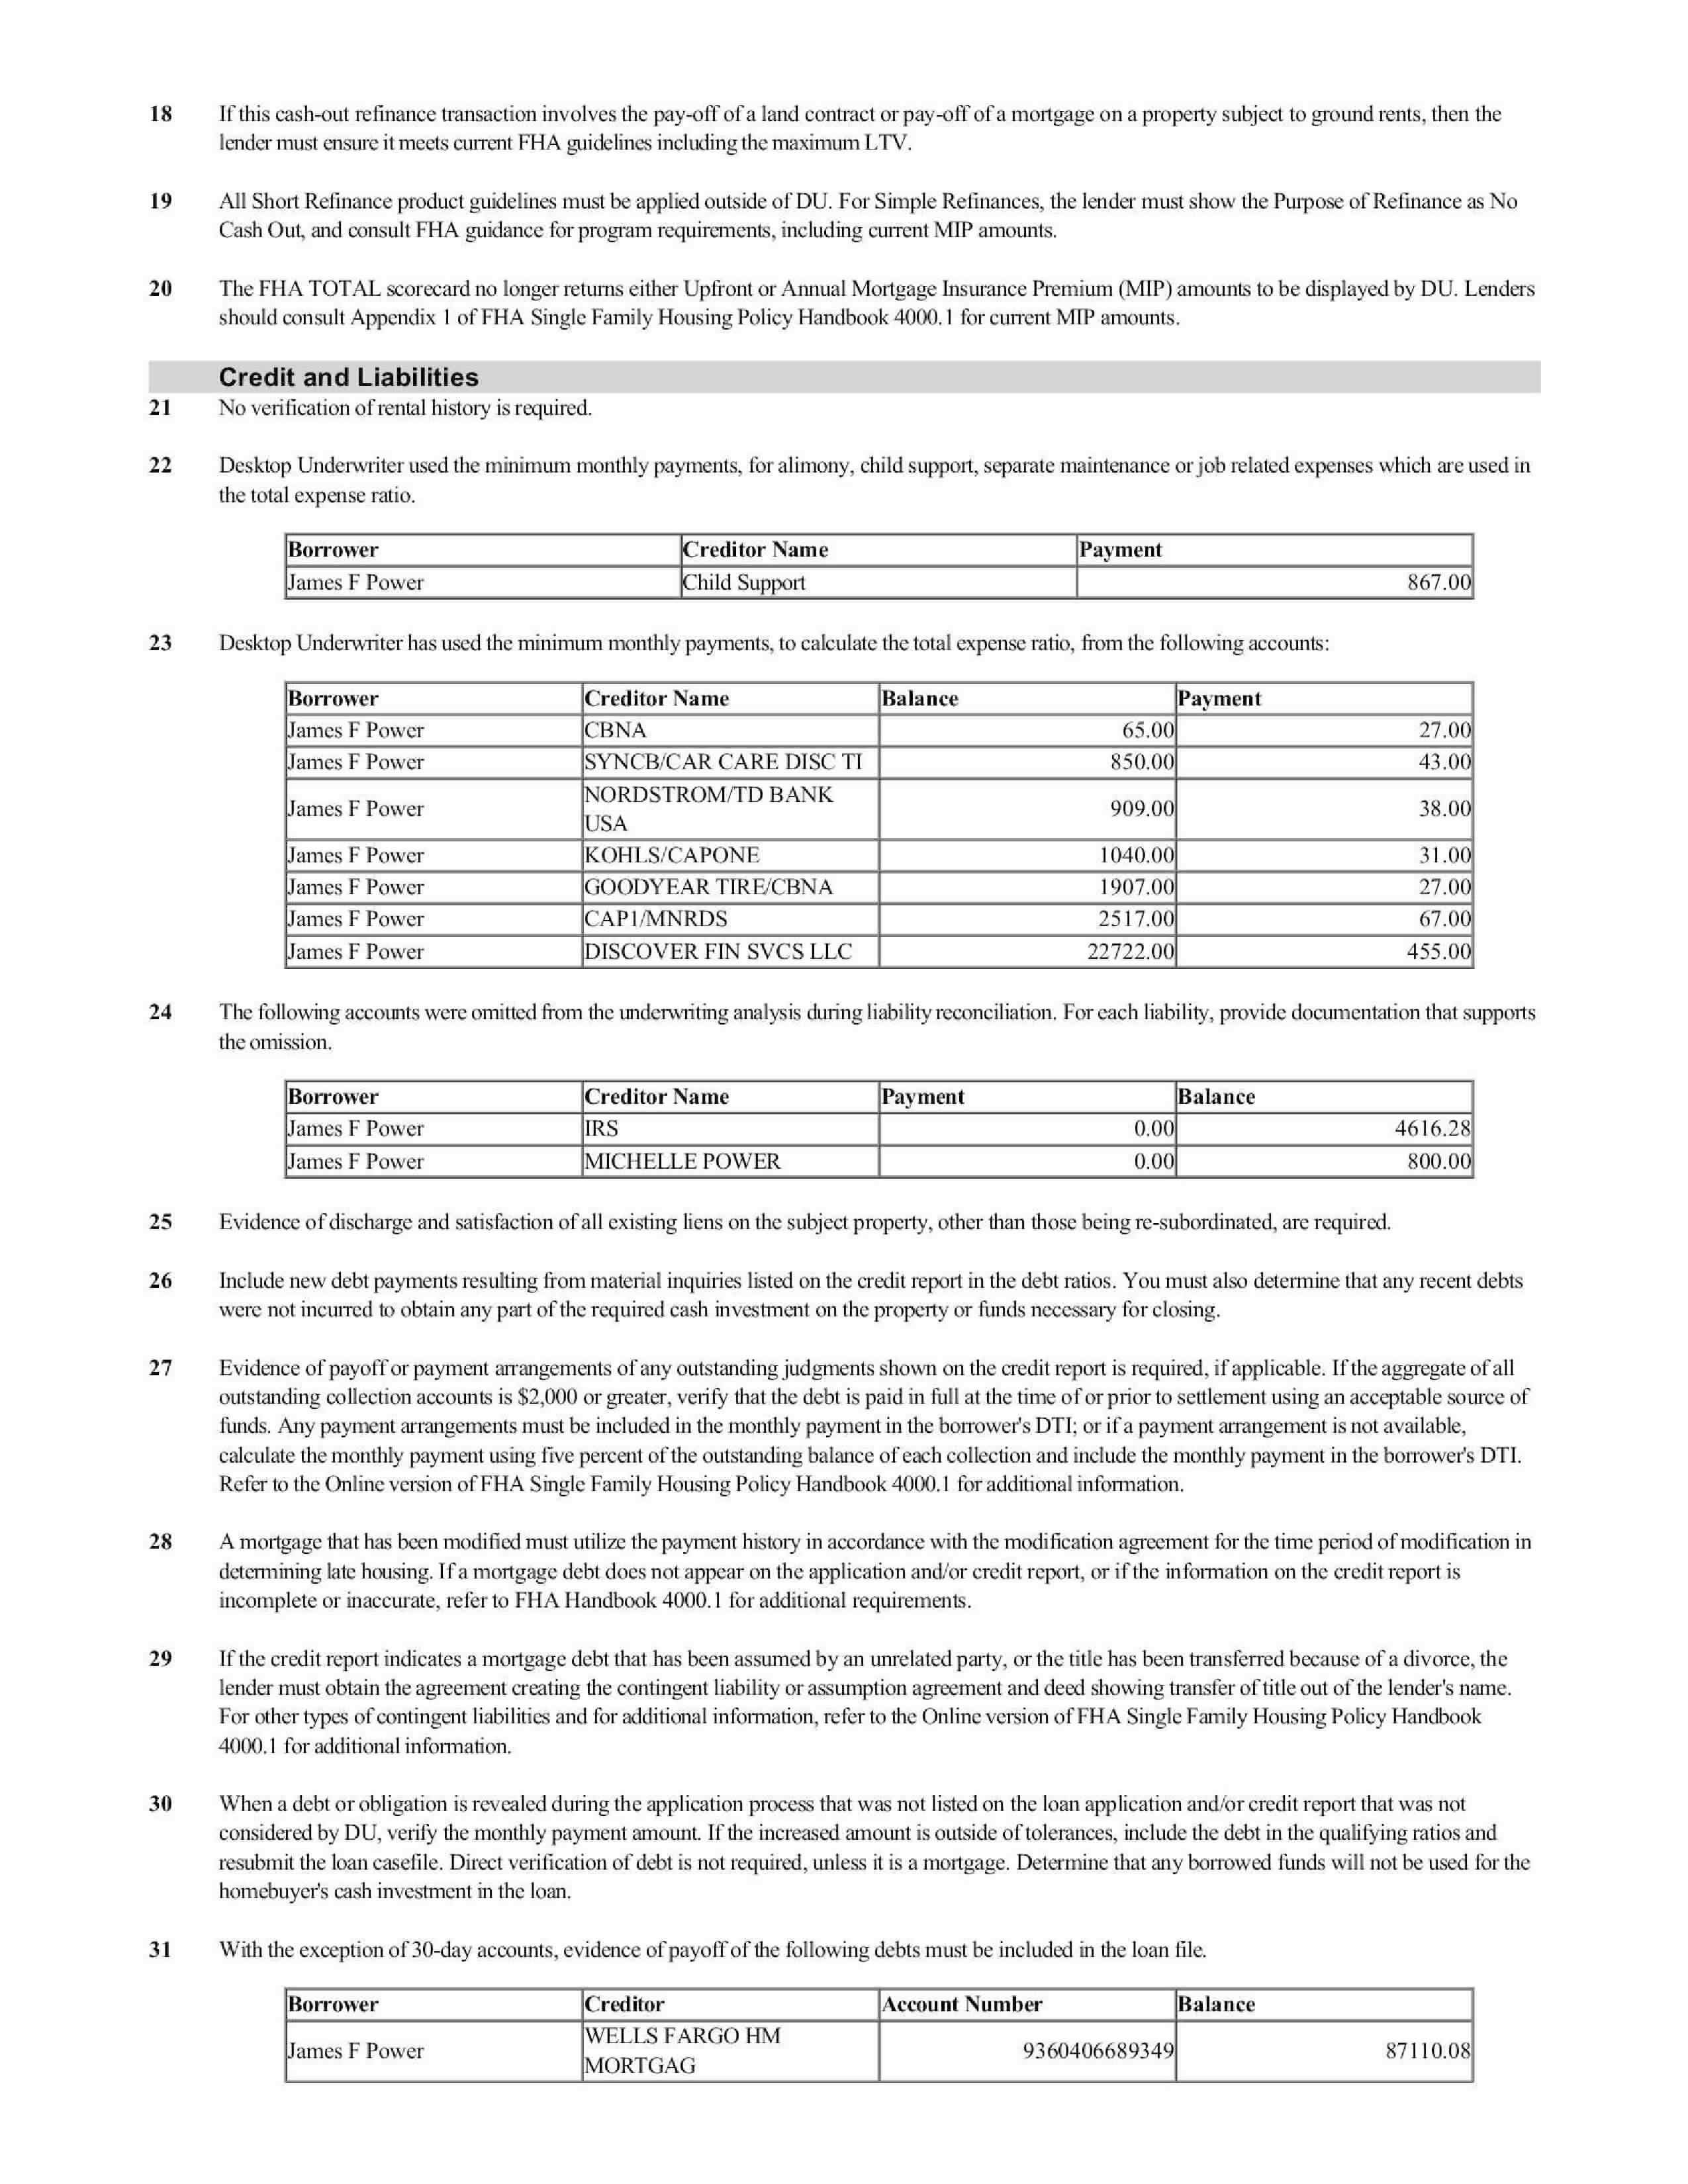 18 If this cash-out refinance transaction involves the pay-off of a land contract or pay-off of a mortgage on a property subject to ground rents, then the
lender must ensure it meets current FHA guidelines including the maximum LTV.
19 All Short Refinance product guidelines must be applied outside of DU. For Simple Refinances, the lender must show the Purpose of Refinance as No
Cash Out, and consult FHA guidance for program requirements, including current MIP amounts.
20 The FHA TOTAL scorecard no longer returns either Upfront or Annual Mortgage Insurance Premium (MIP) amounts to be displayed by DU. Lenders
should consult Appendix 1 of FHA Single Family Housing Policy Handbook 4000.1 for current MIP amounts.
Credit and Liabilities
21 No verification of rental history is required.
22 Desktop Underwriter used the minimum monthly payments, for alimony, child support, separate maintenance or job related expenses which are used in
the total expense ratio.
Borrower Creditor Name Payment
James F Power Child Support 867.00
23 Desktop Underwriter has used the minimum monthly payments, to calculate the total expense ratio, from the following accounts:
Borrower Creditor Name Balance Payment
James F Power CBNA 65.00 27.00
James F Power SYNCB/CAR CARE DISC TI 850.00 43.00
James F Power NORDSTROM/TD BANK 909.00 38.00
USA
James F Power KOHLS/CAPONE 1040.00 31.00
James F Power GOODYEAR TIRE/CBNA 1907.00 27.00
James F Power CAP1/MNRDS 2517.00 67.00
James F Power DISCOVER FIN SVCS LLC 22722.00 455.00
24 The following accounts were omitted from the underwriting analysis during liability reconciliation. For each liability, provide documentation that supports
the omission.
Borrower Creditor Name Payment Balance
James F Power IRS 0.00 4616.28
James F Power MICHELLE POWER 0.00 800.00
25 Evidence of discharge and satisfaction of all existing liens on the subject property, other than those being re-subordinated, are required.
26 Include new debt payments resulting from material inquiries listed on the credit report in the debt ratios. You must also determine that any recent debts
were not incurred to obtain any part of the required cash investment on the property or funds necessary for closing.
27 Evidence of payoff or payment arrangements of any outstanding judgments shown on the credit report is required, if applicable. If the aggregate of all
outstanding collection accounts is $2,000 or greater, verify that the debt is paid in full at the time of or prior to settlement using an acceptable source of
funds. Any payment arrangements must be included in the monthly payment in the borrower's DTI; or if a payment arrangement is not available,
calculate the monthly payment using five percent of the outstanding balance of each collection and include the monthly payment in the borrower's DTI.
Refer to the Online version of FHA Single Family Housing Policy Handbook 4000.1 for additional information.
28 A mortgage that has been modified must utilize the payment history in accordance with the modification agreement for the time period of modification in
determining late housing. If a mortgage debt does not appear on the application and/or credit report, or if the information on the credit report is
incomplete or inaccurate, refer to FHA Handbook 4000.1 for additional requirements.
29 If the credit report indicates a mortgage debt that has been assumed by an unrelated party, or the title has been transferred because of a divorce, the
lender must obtain the agreement creating the contingent liability or assumption agreement and deed showing transfer of title out of the lender's name.
For other types of contingent liabilities and for additional information, refer to the Online version of FHA Single Family Housing Policy Handbook
4000.1 for additional information.
30 When a debt or obligation is revealed during the application process that was not listed on the loan application and/or credit report that was not
considered by DU, verify the monthly payment amount. If the increased amount is outside of tolerances, include the debt in the qualifying ratios and
resubmit the loan casefile. Direct verification of debt is not required, unless it is a mortgage. Determine that any borrowed funds will not be used for the
homebuyer's cash investment in the loan.
31 With the exception of 30-day accounts, evidence of payoff of the following debts must be included in the loan file.
Borrower Creditor Account Number Balance
James F Power WELLS FARGO HM 9360406689349 87110.08
MORTGAG